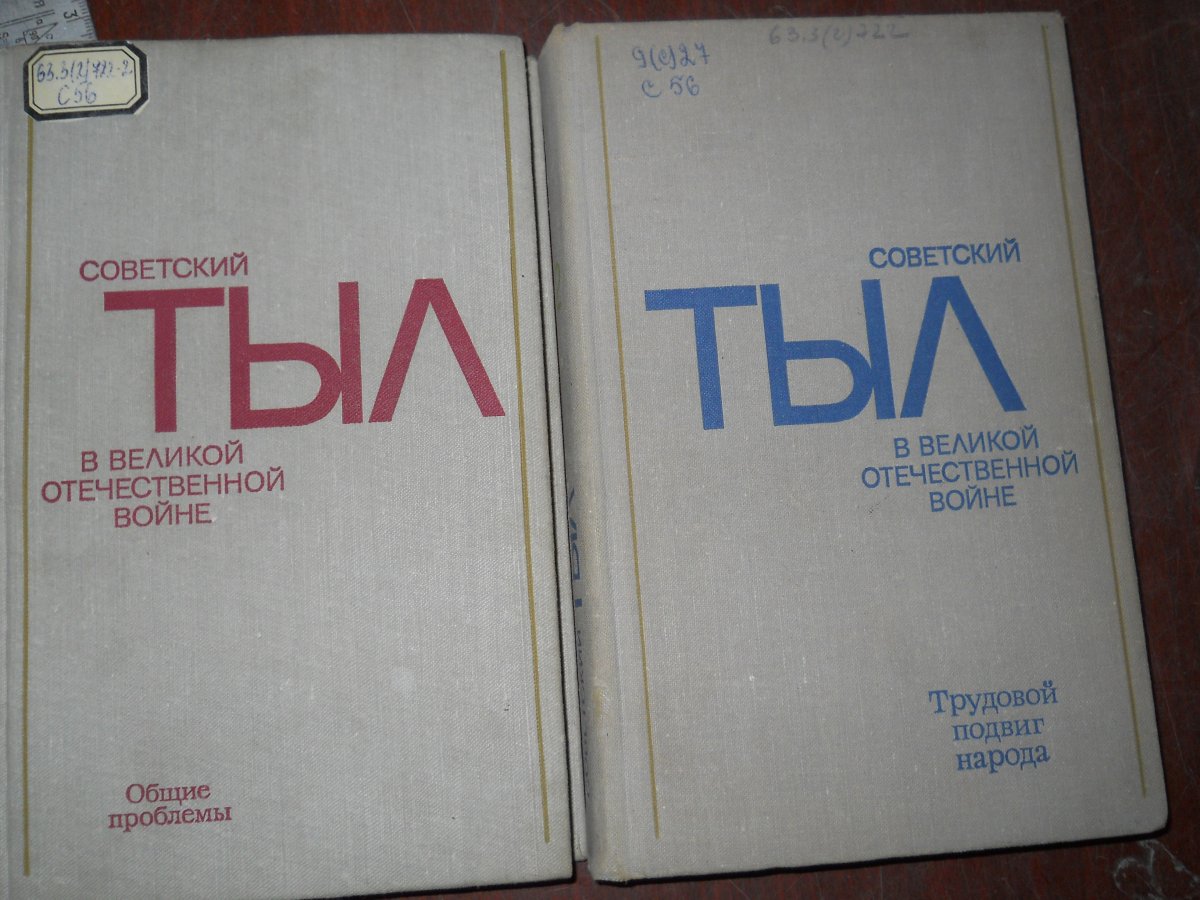 63.3(2)722-2
С56
СОВЕТСКИЙ
ТЫЛ
В ВЕЛИКОЙ
ОТЕЧЕСТВЕННОЙ
ВОЙНЕ
Общие
проблемы
63.3(2)722
9(с)27
С 56
СОВЕТСКИЙ
ТЫЛ
В ВЕЛИКОЙ
ОТЕЧЕСТВЕННОЙ
ВОЙНЕ
Трудовой
подвиг
народа
ТЫЛ